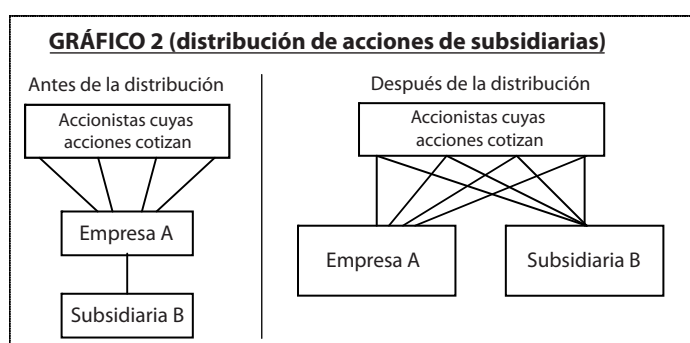 GRÁFICO 2 (distribución de acciones de subsidiarias)
Antes de la distribución
Accionistas cuyas
acciones cotizan
Empresa A
Subsidiaria B
Después de la distribución
Accionistas cuyas
acciones cotizan
Empresa A
Subsidiaria B